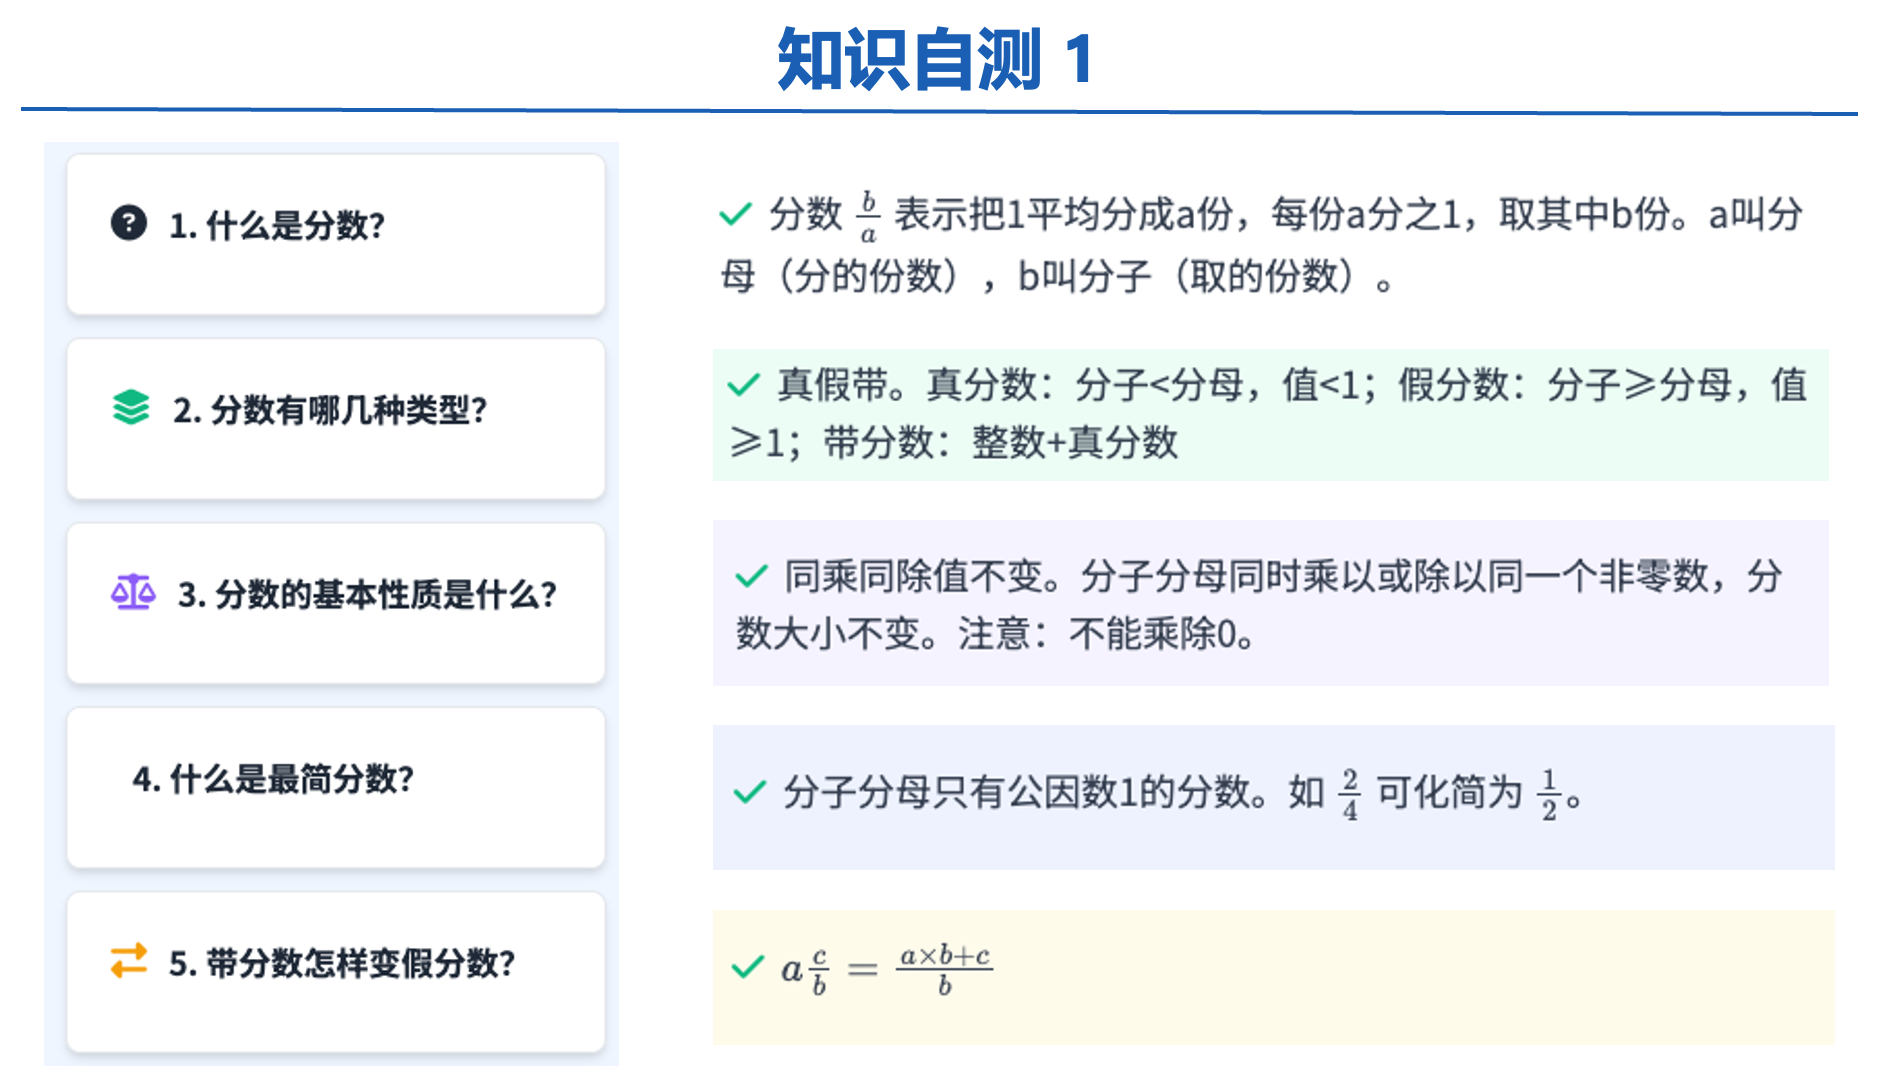 知识自测 1
1. 什么是分数?
分数 b/a 表示把1平均分成a份，每份a分之1，取其中b份。a叫分
母（分的份数），b叫分子（取的份数）。
2. 分数有哪几种类型?
真假带。真分数：分子<分母，值<1；假分数：分子≥分母，值
≥1；带分数：整数+真分数
3. 分数的基本性质是什么?
同乘同除值不变。分子分母同时乘以或除以同一个非零数，分
数大小不变。注意：不能乘除0。
4. 什么是最简分数?
分子分母只有公因数1的分数。如 2/4 可化简为 1/2。
5. 带分数怎样变假分数?
a c/b = (a×b+c)/b